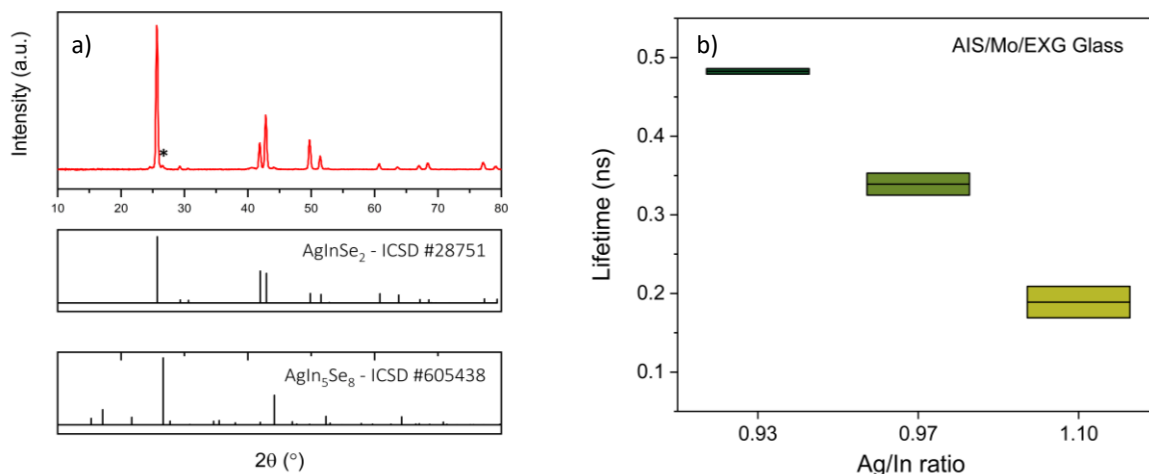 a)
Intensity (a.u.)
*
10 20 30 40 50 60 70 80
AgInSe₂ - ICSD #28751
AgIn₅Se₈ - ICSD #605438
2θ (°)
b)
AIS/Mo/EXG Glass
Lifetime (ns)
0.5
0.4
0.3
0.2
0.1
0.93 0.97 1.10
Ag/In ratio